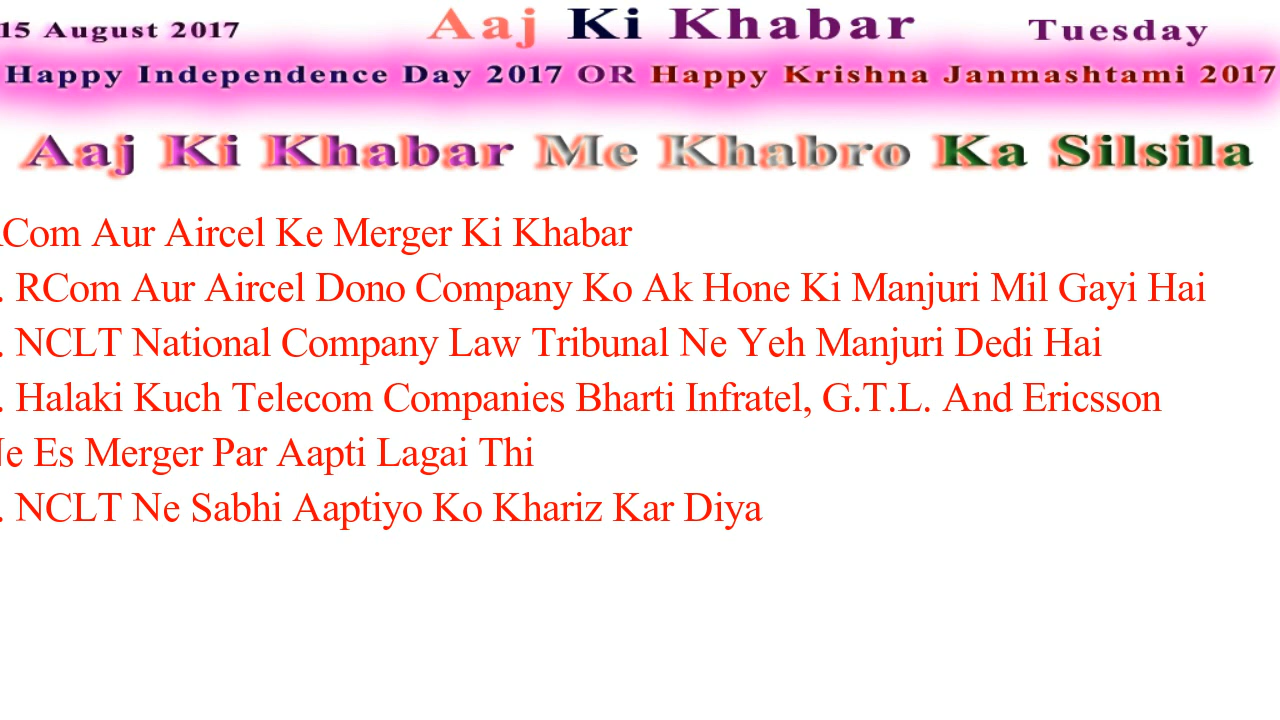 15 August 2017 Aaj Ki Khabar Tuesday
Happy Independence Day 2017 OR Happy Krishna Janmashtami 2017
Aaj Ki Khabar Me Khabro Ka Silsila
Com Aur Aircel Ke Merger Ki Khabar
. RCom Aur Aircel Dono Company Ko Ak Hone Ki Manjuri Mil Gayi Hai
. NCLT National Company Law Tribunal Ne Yeh Manjuri Dedi Hai
. Halaki Kuch Telecom Companies Bharti Infratel, G.T.L. And Ericsson
e Es Merger Par Aapti Lagai Thi
. NCLT Ne Sabhi Aaptiyo Ko Khariz Kar Diya